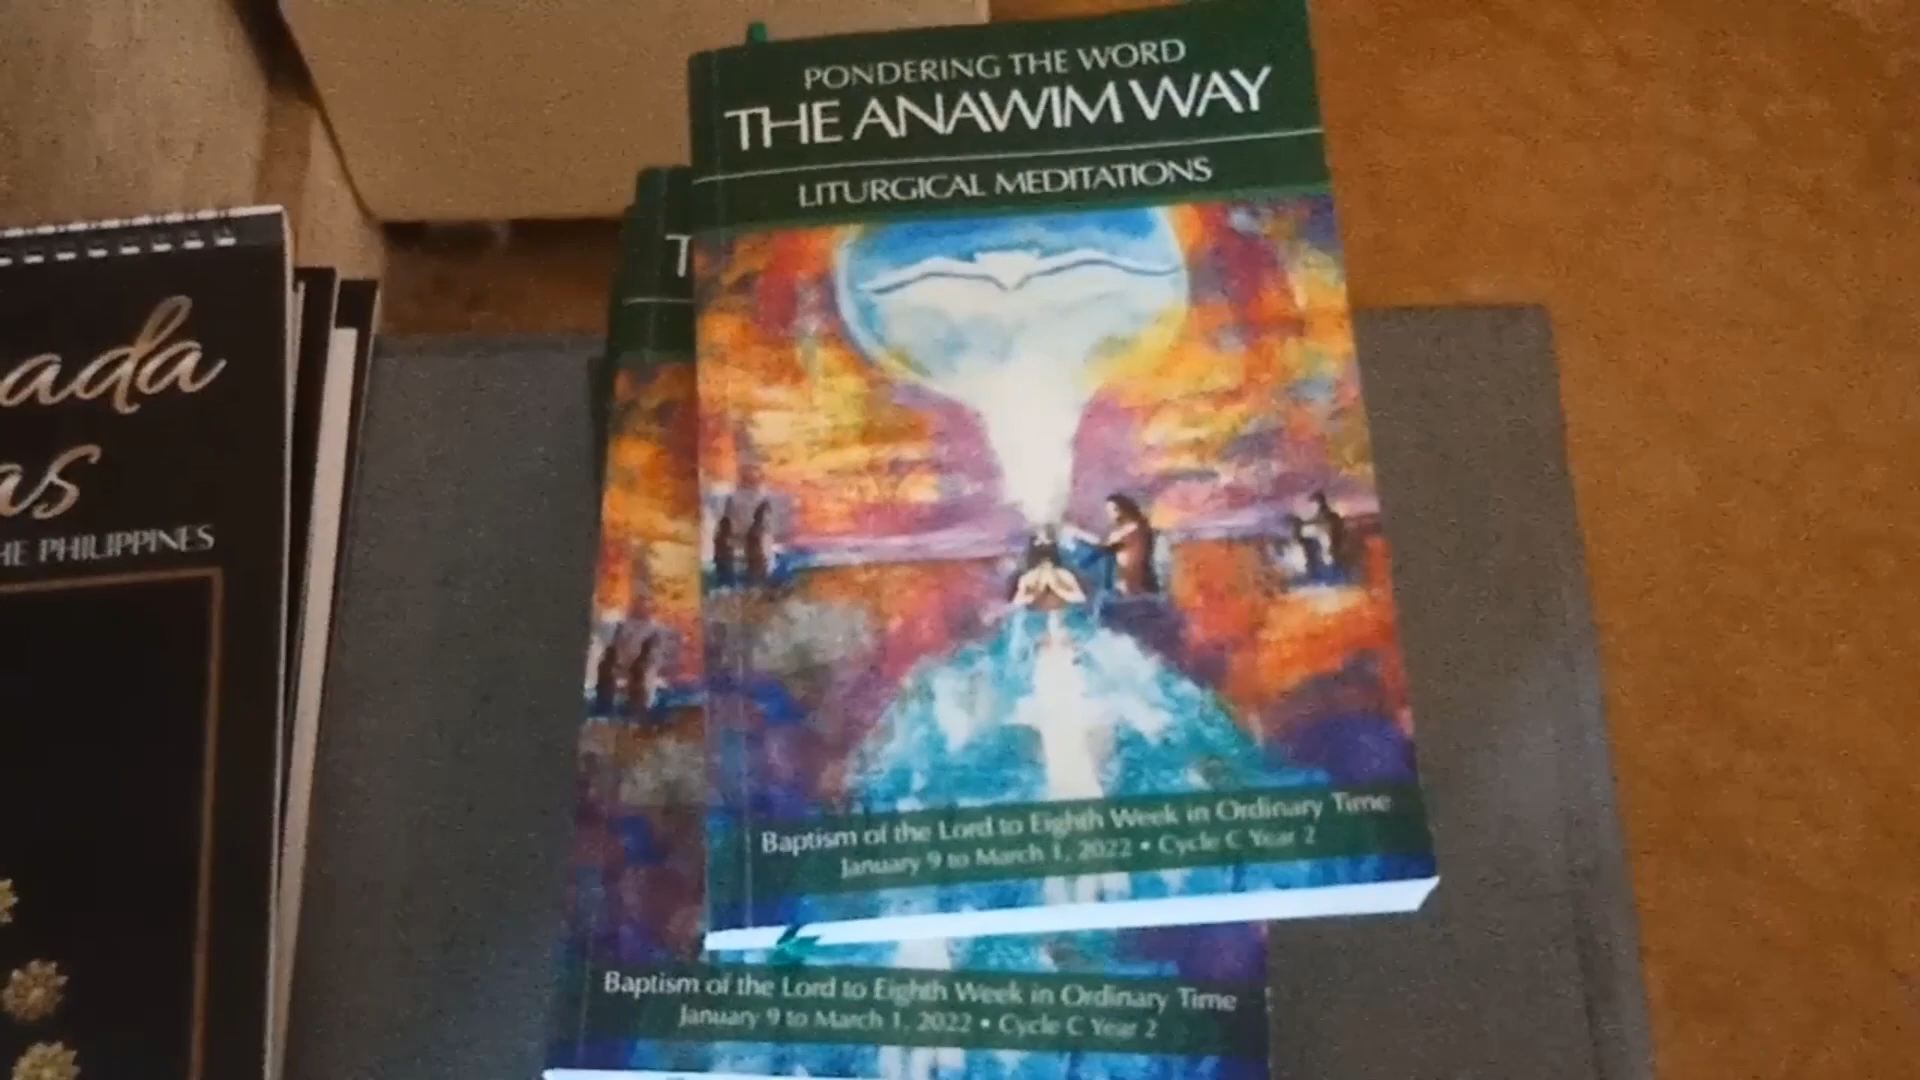 PONDERING THE WORD
THE ANAWIM WAY
LITURGICAL MEDITATIONS
Baptism of the Lord to Eighth Week in Ordinary Time
January 9 to March 1, 2022 • Cycle C Year 2
T
Baptism of the Lord to Eighth Week in Ordinary Time
January 9 to March 1, 2022 • Cycle C Year 2
ada
as
HE PHILIPPINES